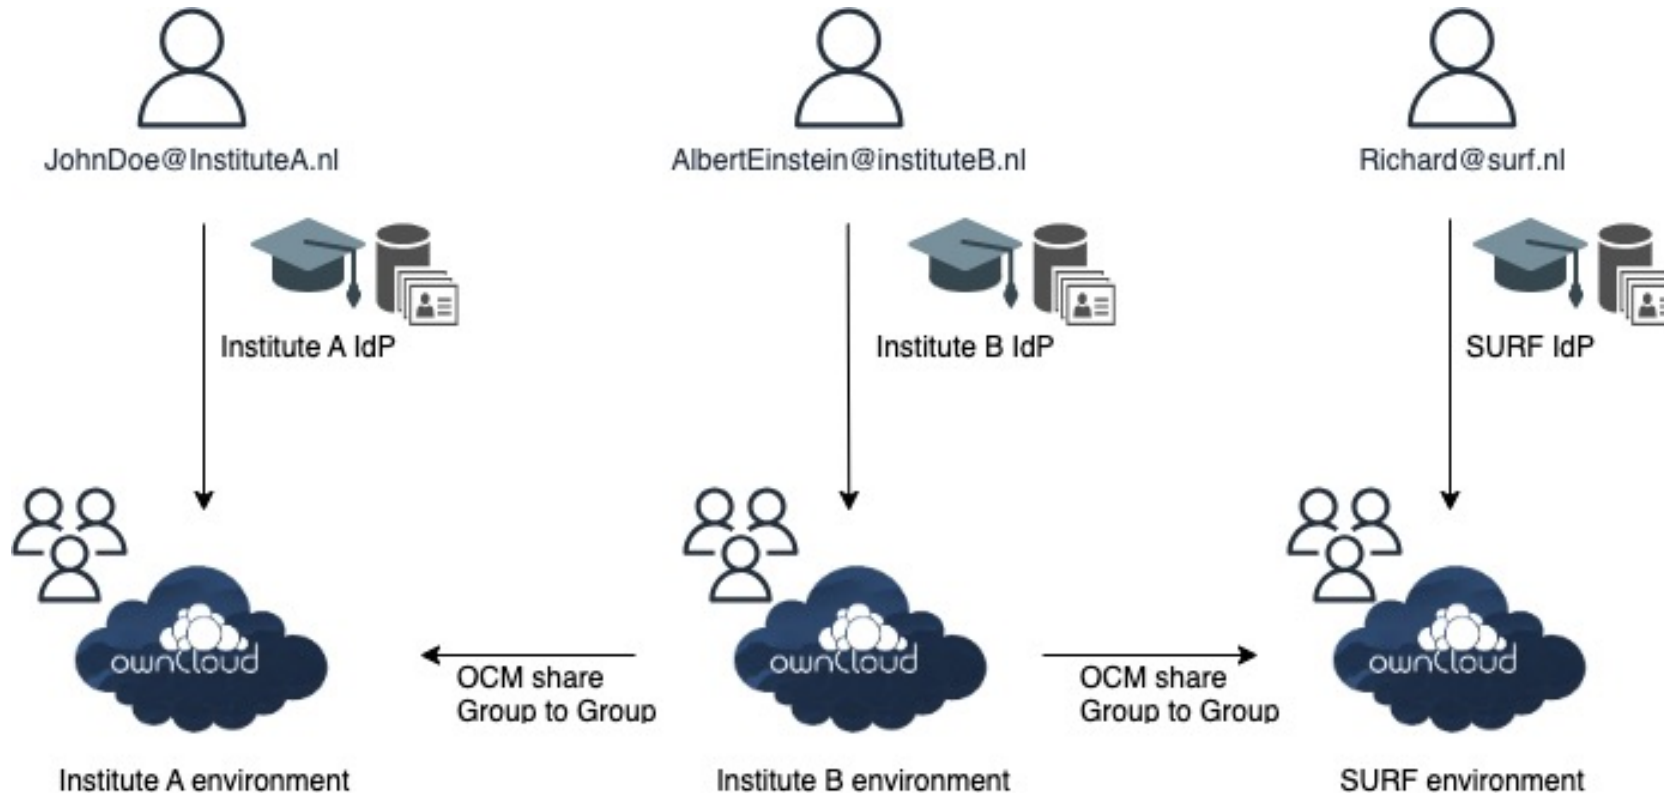 JohnDoe@InstituteA.nl
AlbertEinstein@instituteB.nl
Richard@surf.nl
Institute A IdP
Institute B IdP
SURF IdP
ownCloud
ownCloud
ownCloud
OCM share
Group to Group
OCM share
Group to Group
Institute A environment
Institute B environment
SURF environment